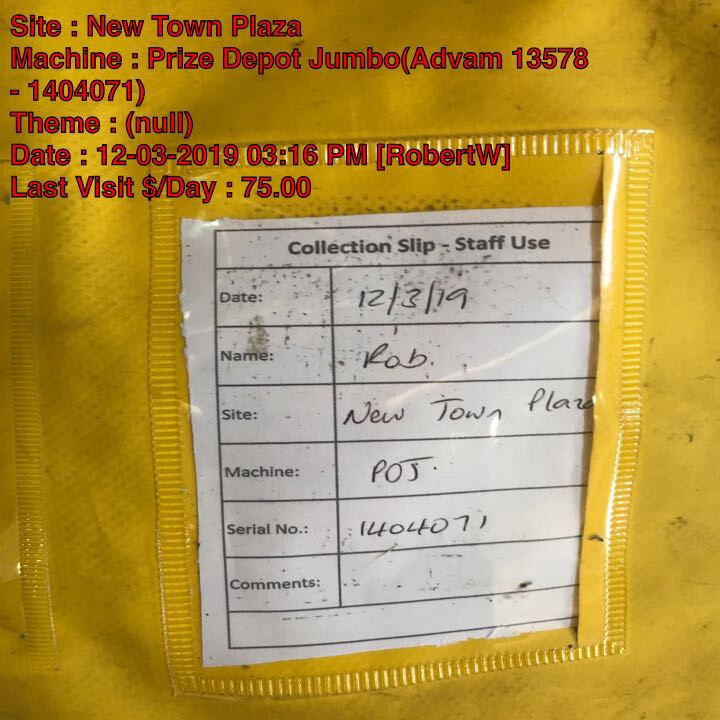 Site : New Town Plaza
Machine : Prize Depot Jumbo(Advam 13578
- 1404071)
Theme : (null)
Date : 12-03-2019 03:16 PM [RobertW]
Last Visit $/Day : 75.00
Collection Slip - Staff Use
Date: 12/3/19
Name: Rob.
Site: New Town Plaza
Machine: POJ.
Serial No.: 1404071
Comments: